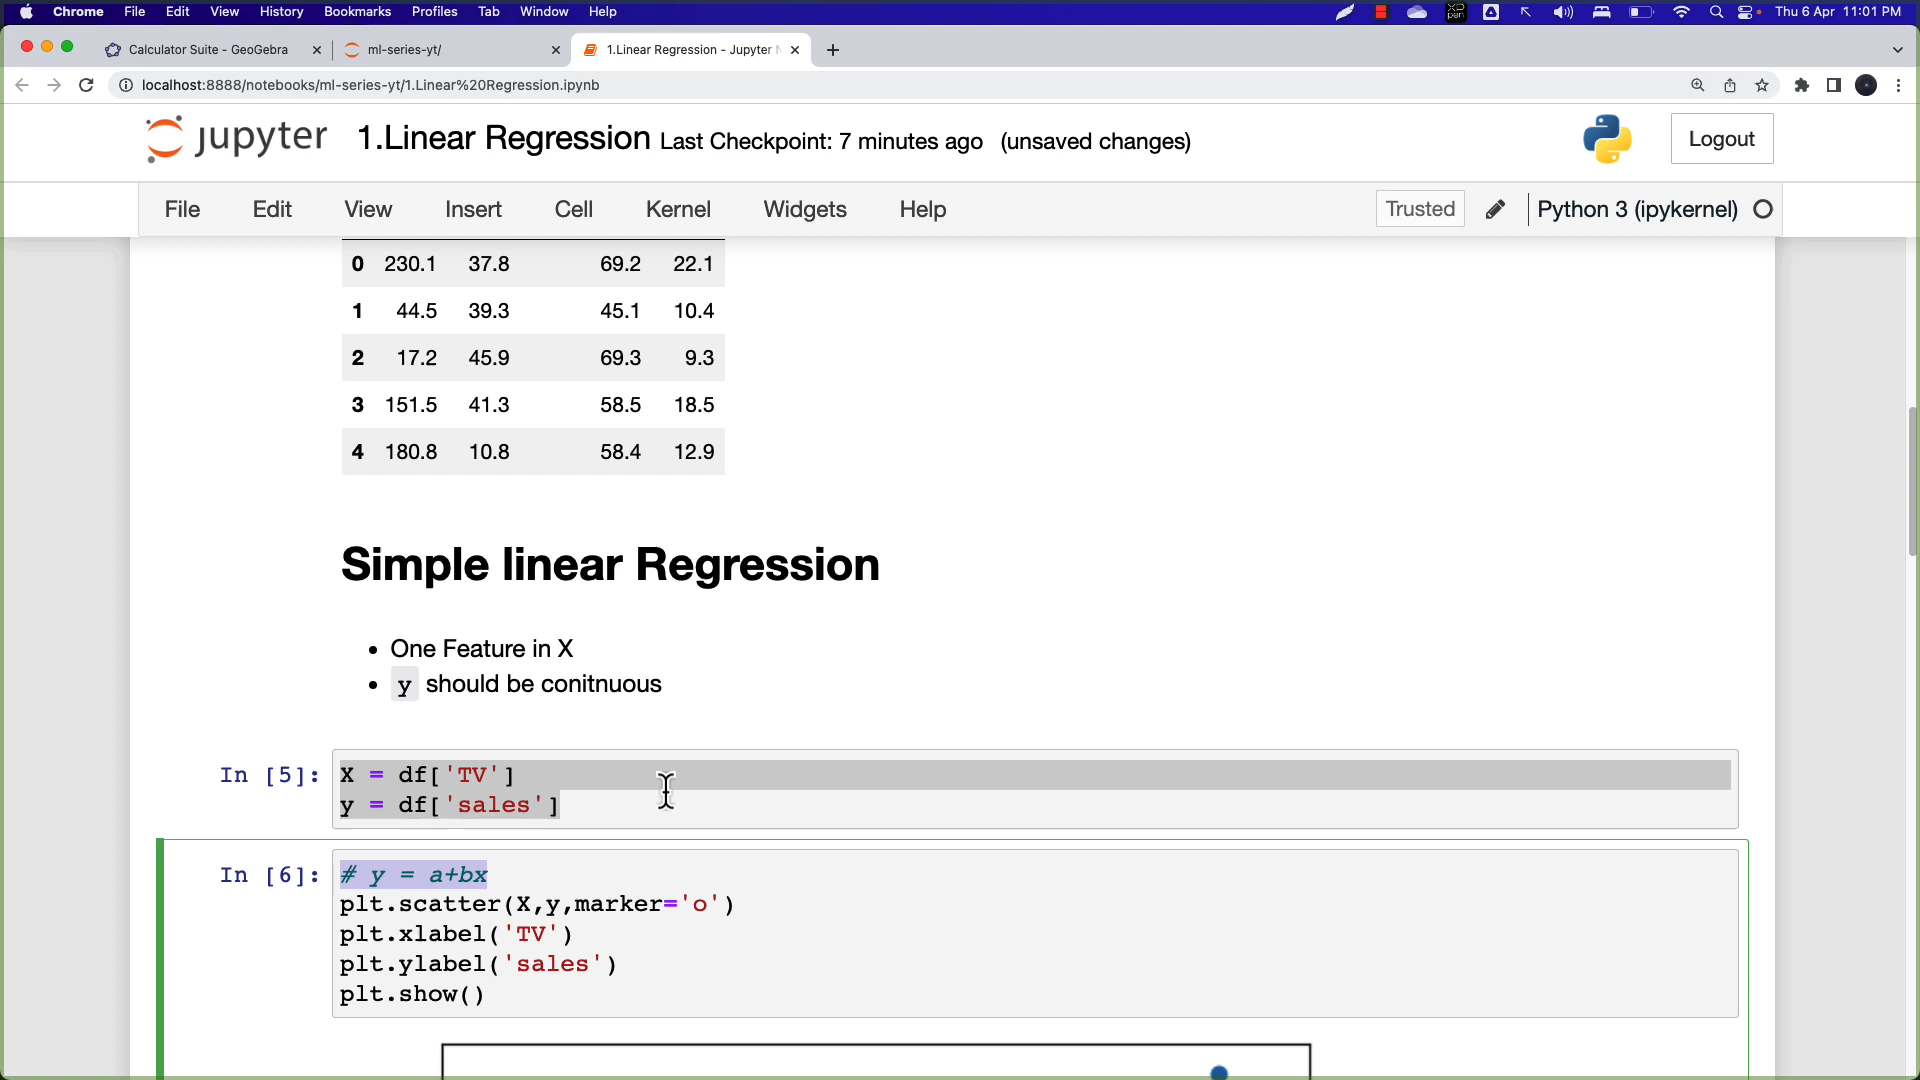 Chrome File Edit View History Bookmarks Profiles Tab Window Help XP pen Thu 6 Apr 11:01 PM
Calculator Suite - GeoGebra ml-series-yt/ 1.Linear Regression - Jupyter N
localhost:8888/notebooks/ml-series-yt/1.Linear%20Regression.ipynb
jupyter 1.Linear Regression Last Checkpoint: 7 minutes ago (unsaved changes) Logout
File Edit View Insert Cell Kernel Widgets Help Trusted Python 3 (ipykernel)
0 230.1 37.8 69.2 22.1
1 44.5 39.3 45.1 10.4
2 17.2 45.9 69.3 9.3
3 151.5 41.3 58.5 18.5
4 180.8 10.8 58.4 12.9
Simple linear Regression
• One Feature in X
• y should be conitnuous
In [5]: X = df['TV']
y = df['sales']
In [6]: # y = a+bx
plt.scatter(X,y,marker='o')
plt.xlabel('TV')
plt.ylabel('sales')
plt.show()